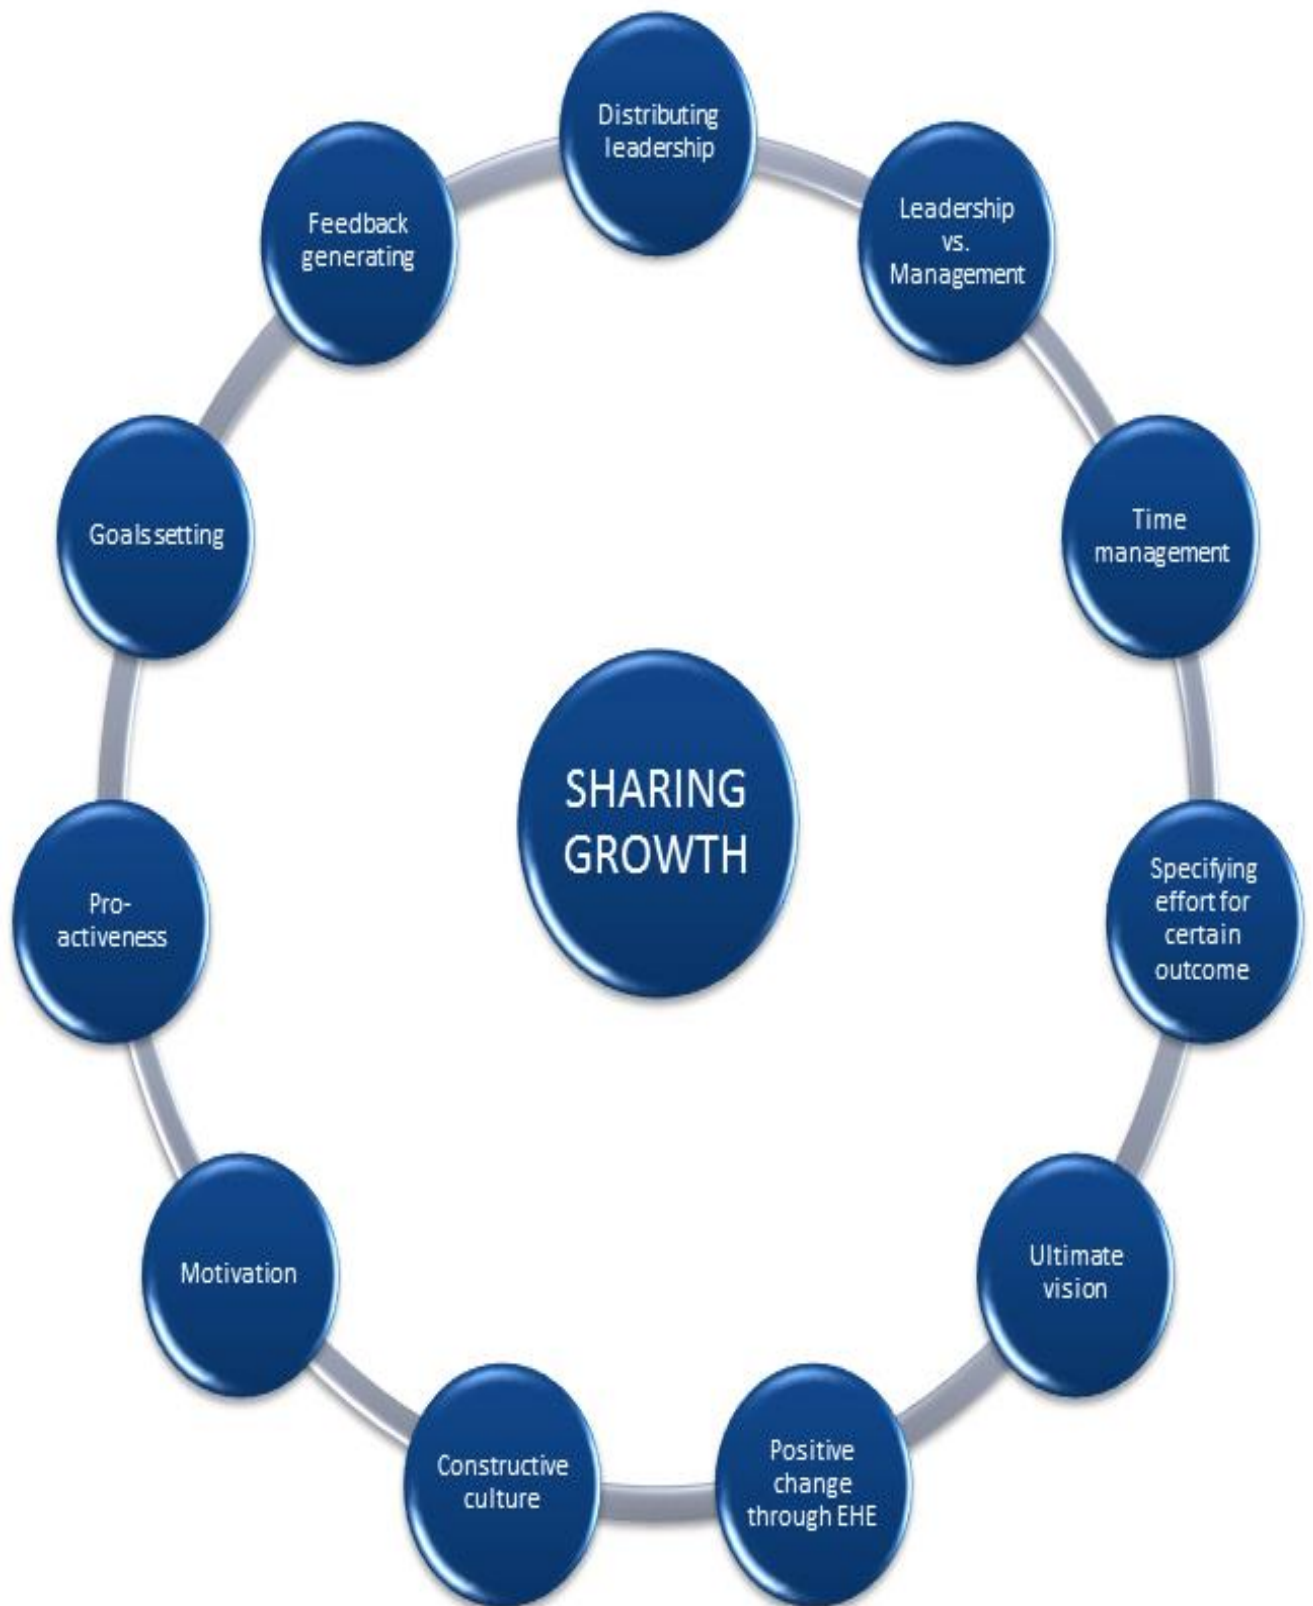 Distributing
leadership
Leadership
vs.
Management
Time
management
Specifying
effort for
certain
outcome
Ultimate
vision
Positive
change
through EHE
Constructive
culture
Motivation
Pro-
activeness
Goals setting
Feedback
generating
SHARING
GROWTH